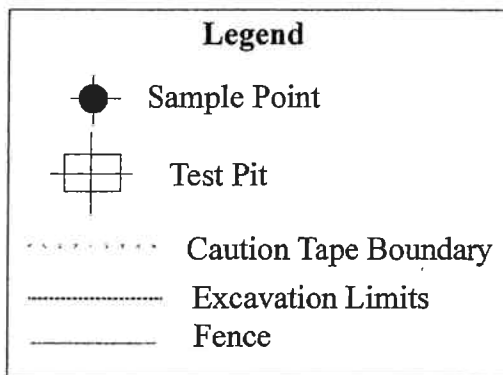 Legend
Sample Point
Test Pit
Caution Tape Boundary
Excavation Limits
Fence